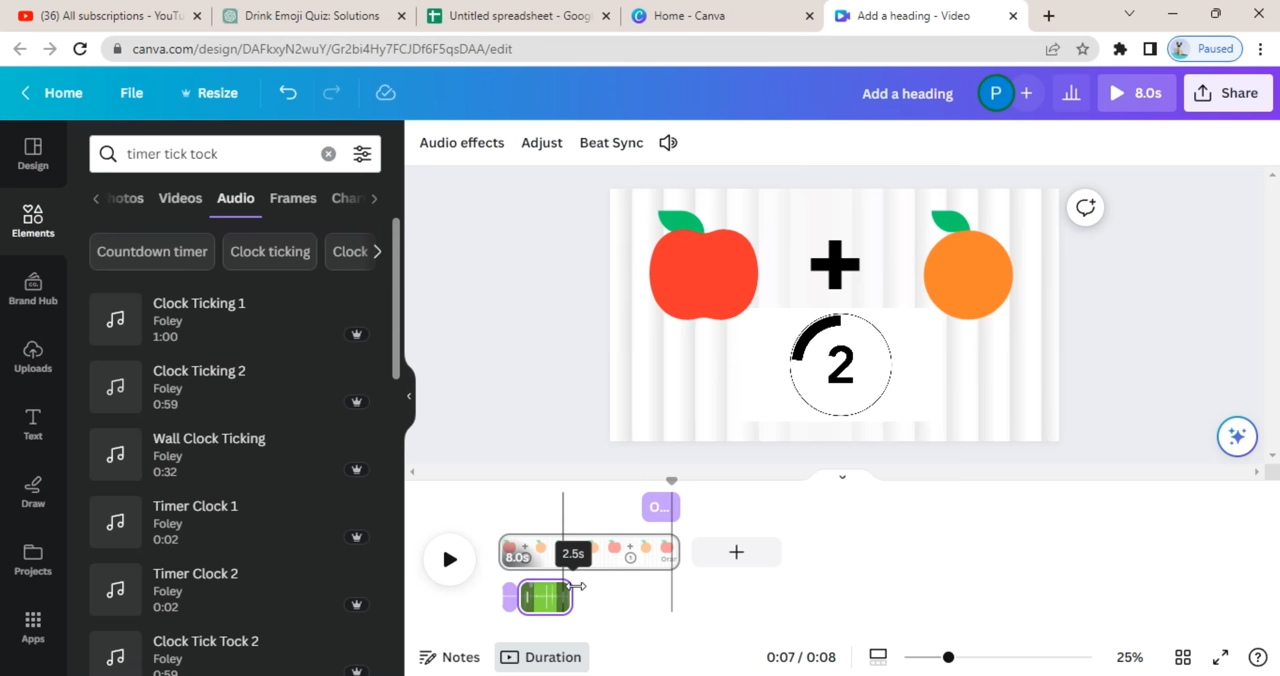 (36) All subscriptions - YouTu
Drink Emoji Quiz: Solutions
Untitled spreadsheet - Goog
Home - Canva
Add a heading - Video
canva.com/design/DAFkxyN2wuY/Gr2bi4Hy7FCJDf6F5qsDAA/edit
Paused
Home
File
Resize
Add a heading
P
8.0s
Share
Design
Elements
Brand Hub
Uploads
Text
Draw
Projects
Apps
timer tick tock
hotos
Videos
Audio
Frames
Char
Countdown timer
Clock ticking
Clock
Clock Ticking 1
Foley
1:00
Clock Ticking 2
Foley
0:59
Wall Clock Ticking
Foley
0:32
Timer Clock 1
Foley
0:02
Timer Clock 2
Foley
0:02
Clock Tick Tock 2
Foley
0:59
Audio effects
Adjust
Beat Sync
+
2
O...
8.0s
2.5s
Notes
Duration
0:07 / 0:08
25%